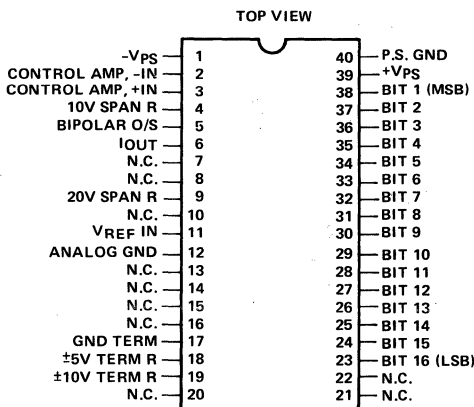 TOP VIEW
-VPS 1 40 P.S. GND
CONTROL AMP, -IN 2 39 +VPS
CONTROL AMP, +IN 3 38 BIT 1 (MSB)
10V SPAN R 4 37 BIT 2
BIPOLAR O/S 5 36 BIT 3
IOUT 6 35 BIT 4
N.C. 7 34 BIT 5
N.C. 8 33 BIT 6
20V SPAN R 9 32 BIT 7
N.C. 10 31 BIT 8
VREF IN 11 30 BIT 9
ANALOG GND 12 29 BIT 10
N.C. 13 28 BIT 11
N.C. 14 27 BIT 12
N.C. 15 26 BIT 13
N.C. 16 25 BIT 14
GND TERM 17 24 BIT 15
±5V TERM R 18 23 BIT 16 (LSB)
±10V TERM R 19 22 N.C.
N.C. 20 21 N.C.